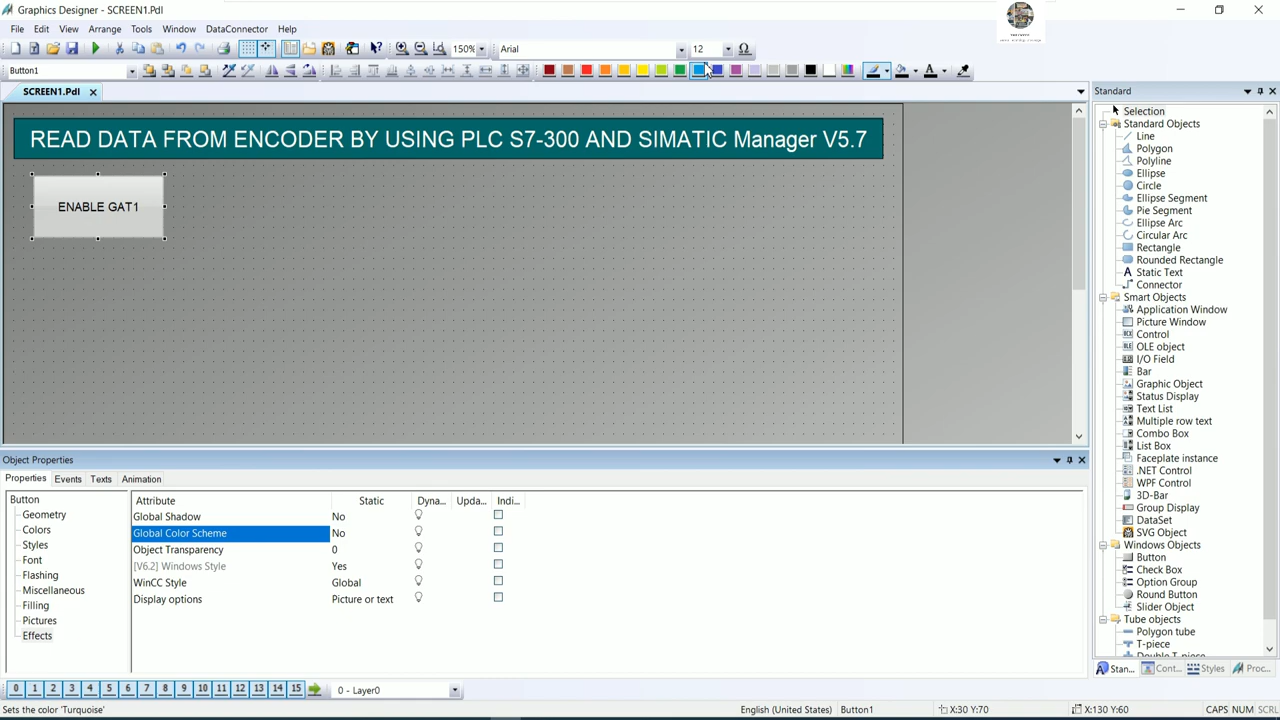 Graphics Designer - SCREEN1.Pdl
File Edit View Arrange Tools Window DataConnector Help
150% Arial 12
Button1
SCREEN1.Pdl
READ DATA FROM ENCODER BY USING PLC S7-300 AND SIMATIC Manager V5.7
ENABLE GAT1
Object Properties
Properties Events Texts Animation
Button
Geometry
Colors
Styles
Font
Flashing
Miscellaneous
Filling
Pictures
Effects
Attribute Static Dyna... Upda... Indi...
Global Shadow No
Global Color Scheme No
Object Transparency 0
[V6.2] Windows Style Yes
WinCC Style Global
Display options Picture or text
Standard
Selection
Standard Objects
Line
Polygon
Polyline
Ellipse
Circle
Ellipse Segment
Pie Segment
Ellipse Arc
Circular Arc
Rectangle
Rounded Rectangle
Static Text
Connector
Smart Objects
Application Window
Picture Window
Control
OLE object
I/O Field
Bar
Graphic Object
Status Display
Text List
Multiple row text
Combo Box
List Box
Faceplate instance
.NET Control
WPF Control
3D-Bar
Group Display
DataSet
SVG Object
Windows Objects
Button
Check Box
Option Group
Round Button
Slider Object
Tube objects
Polygon tube
T-piece
Double T-piece
Stan... Cont... Styles Proc...
0 1 2 3 4 5 6 7 8 9 10 11 12 13 14 15 0 - Layer0
Sets the color 'Turquoise' English (United States) Button1 X:30 Y:70 X:130 Y:60 CAPS NUM SCRL